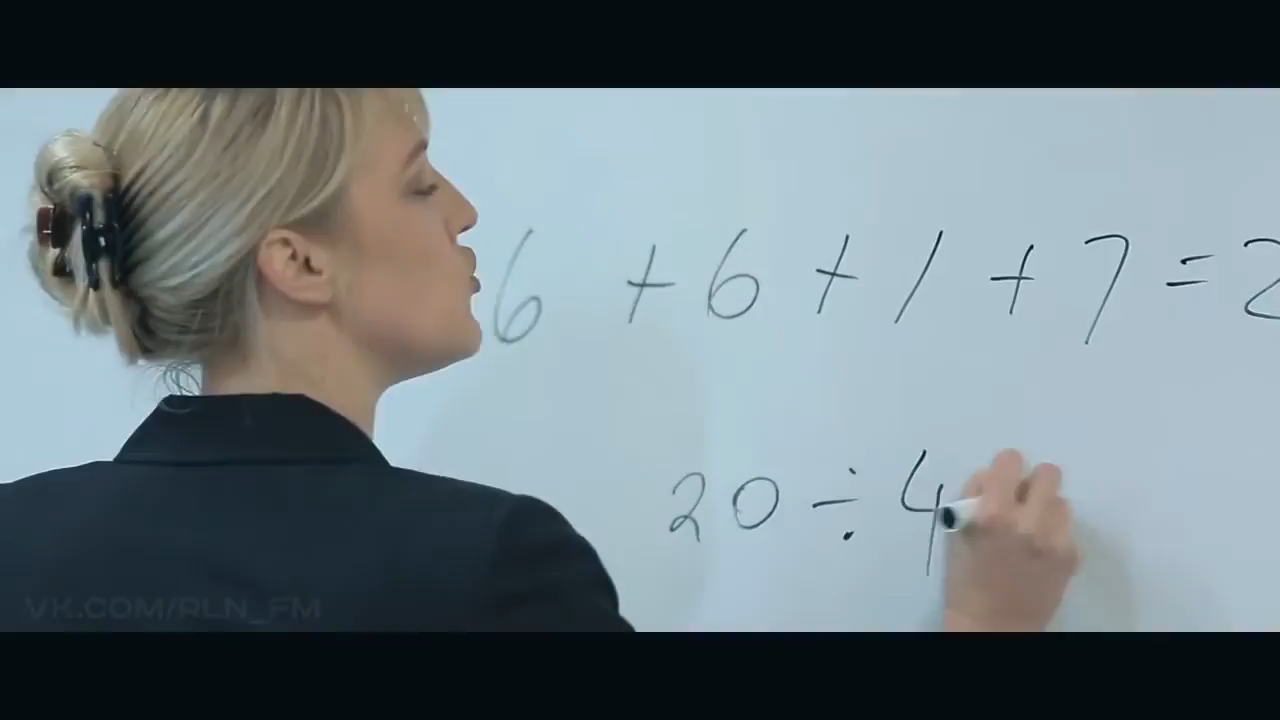 6 + 6 + 1 + 7 = 2
20 ÷ 4
VK.COM/RLN_FM